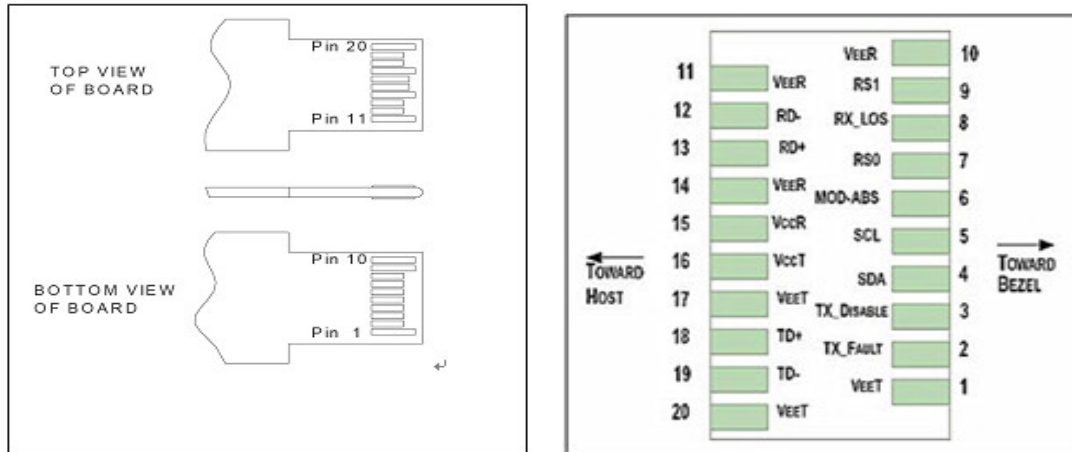 Pin 20
TOP VIEW
OF BOARD
Pin 11
Pin 10
BOTTOM VIEW
OF BOARD
Pin 1
VEER 10
11 VEER
RS1 9
12 RD-
RX_LOS 8
13 RD+
RS0 7
14 VEER
MOD-ABS 6
15 VCCR
SCL 5
16 VCCT
TOWARD
HOST
SDA 4
TOWARD
BEZEL
17 VEET
TX_DISABLE 3
18 TD+
TX_FAULT 2
19 TD-
VEET 1
20 VEET